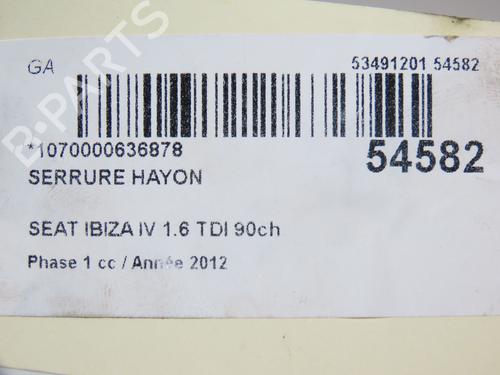 GA
53491201 54582
*1070000636878
54582
SERRURE HAYON
SEAT IBIZA IV 1.6 TDI 90ch
Phase 1 cc / Année 2012
B-PARTS